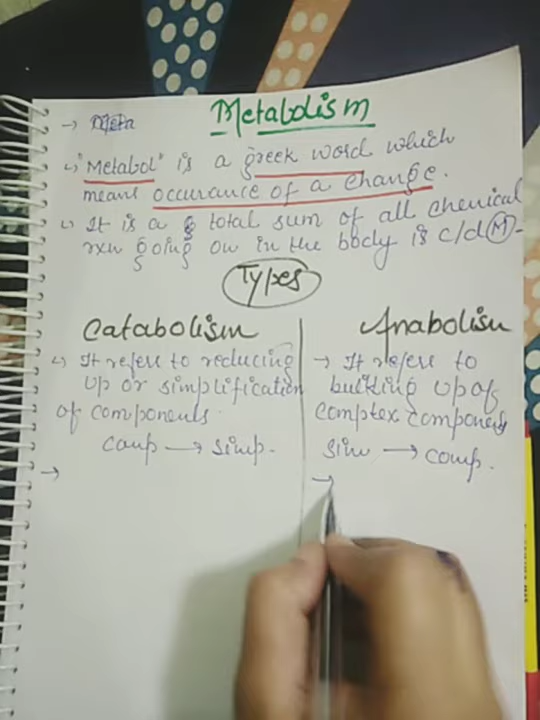 Metabolism
→ Meta
↳ "Metabol" is a greek word which
means occurance of a change.
↳ It is a total sum of all chemical
rxn going on in the body is c/d (M)-
Types
Catabolism
↳ It refers to reducing
up or simplification
of components.
comp → simp.
→
Anabolism
→ It refers to
building up of
complex components
sim → comp.
→